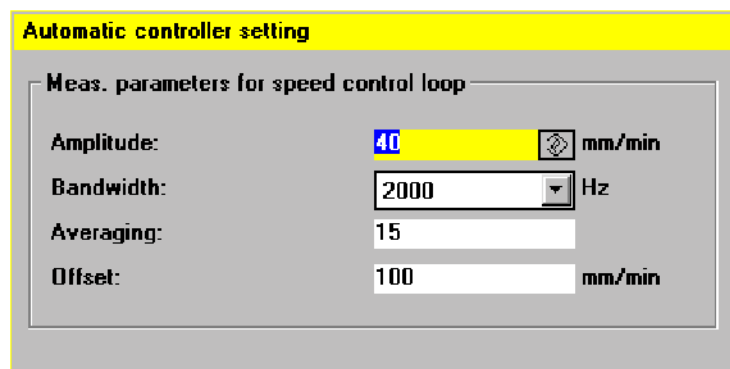 Automatic controller setting
Meas. parameters for speed control loop
Amplitude: 40 mm/min
Bandwidth: 2000 Hz
Averaging: 15
Offset: 100 mm/min